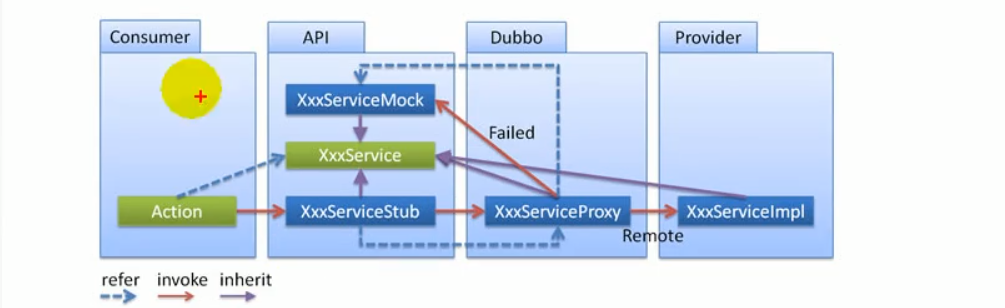 Consumer
API
Dubbo
Provider
XxxServiceMock
Failed
XxxService
Action
XxxServiceStub
XxxServiceProxy
XxxServiceImpl
Remote
refer
invoke
inherit